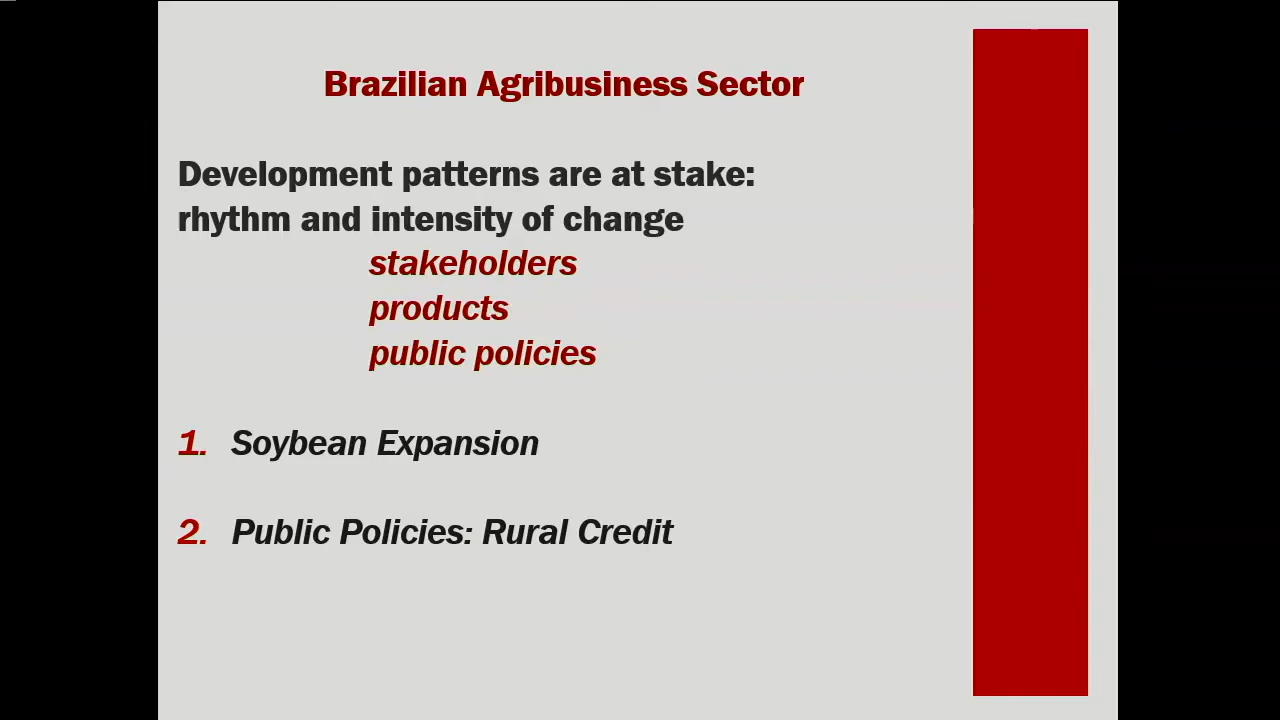 Brazilian Agribusiness Sector
Development patterns are at stake:
rhythm and intensity of change
stakeholders
products
public policies
1. Soybean Expansion
2. Public Policies: Rural Credit